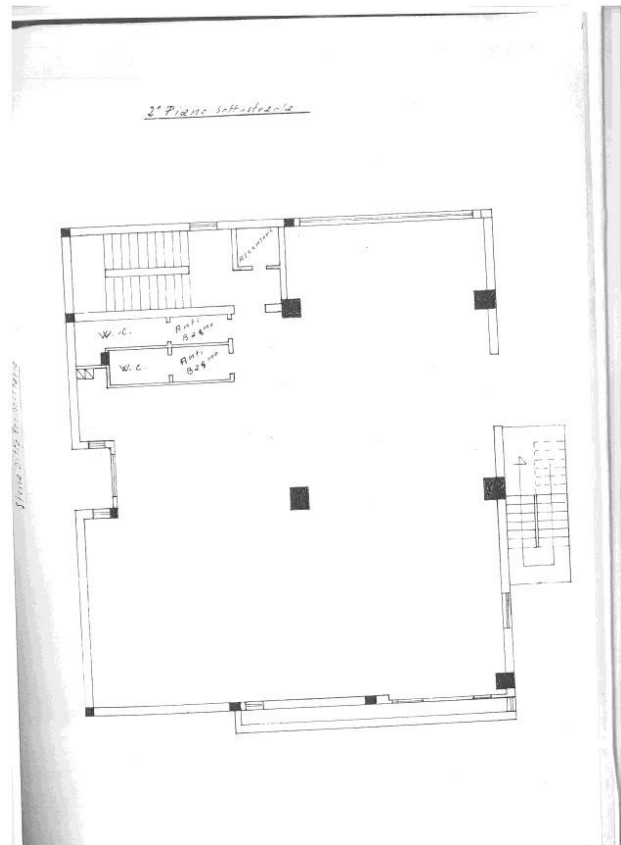 2° Piano Sottostrada
Ascensore
W.C.
Anti
Bagno
W.C.
Anti
Bagno